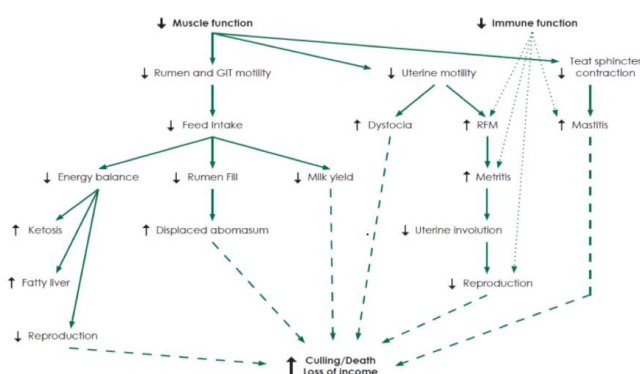 ↓ Muscle function
↓ Immune function
↓ Rumen and GIT motility
↓ Uterine motility
Teat sphincter
↓ contraction
↓ Feed Intake
↑ Dystocia
↑ RFM
↑ Mastitis
↓ Energy balance
↓ Rumen Fill
↓ Milk yield
↑ Metritis
↑ Ketosis
↑ Displaced abomasum
↓ Uterine involution
↑ Fatty liver
↓ Reproduction
↓ Reproduction
↑ Culling/Death
Loss of income